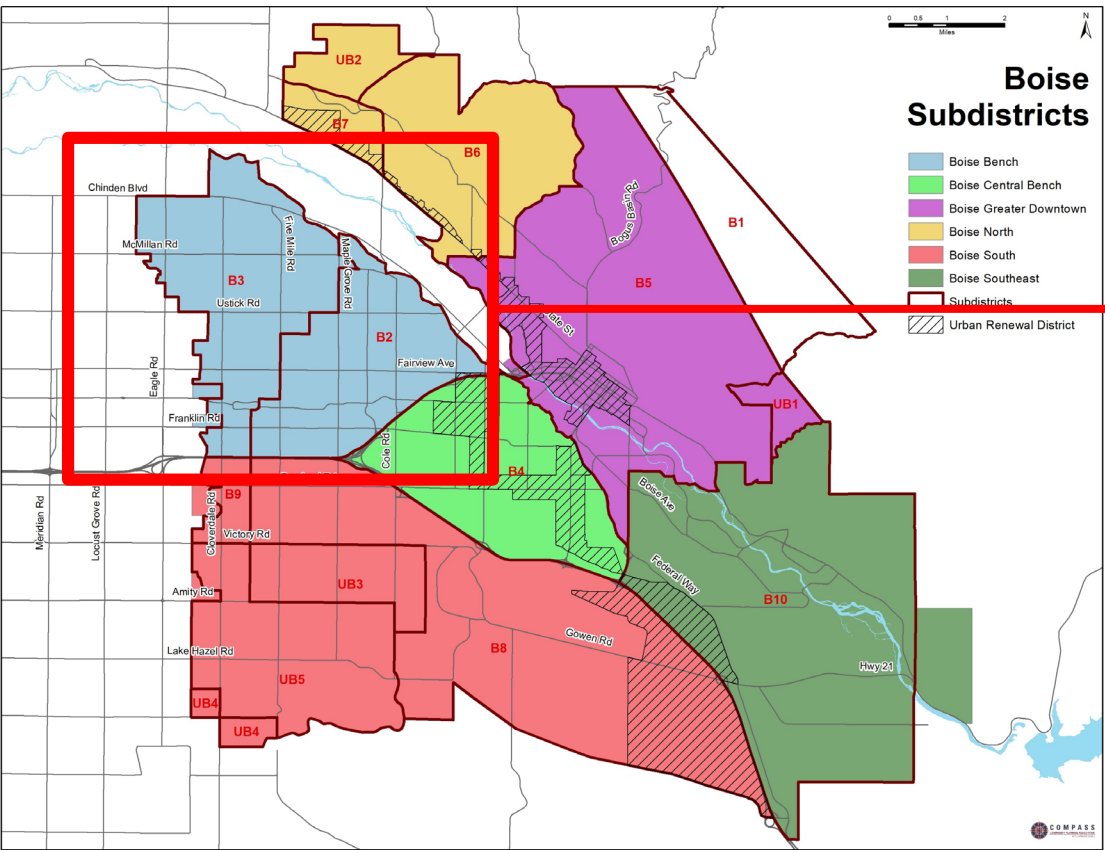 0 0.5 1 2
Miles
N
Boise
Subdistricts
Boise Bench
Boise Central Bench
Boise Greater Downtown
Boise North
Boise South
Boise Southeast
Subdistricts
Urban Renewal District
UB2
B7
B6
B1
Bogus Basin Rd
Chinden Blvd
Five Mile Rd
McMillan Rd
Maple Grove Rd
B3
B5
Ustick Rd
B2
Fairview Ave
Eagle Rd
UB1
Franklin Rd
Cole Rd
B4
B9
Boise Ave
Meridian Rd
Locust Grove Rd
Cloverdale Rd
Victory Rd
Federal Way
Amity Rd
UB3
B10
Gowen Rd
Lake Hazel Rd
B8
Hwy 21
UB5
UB4
UB4
COMPASS